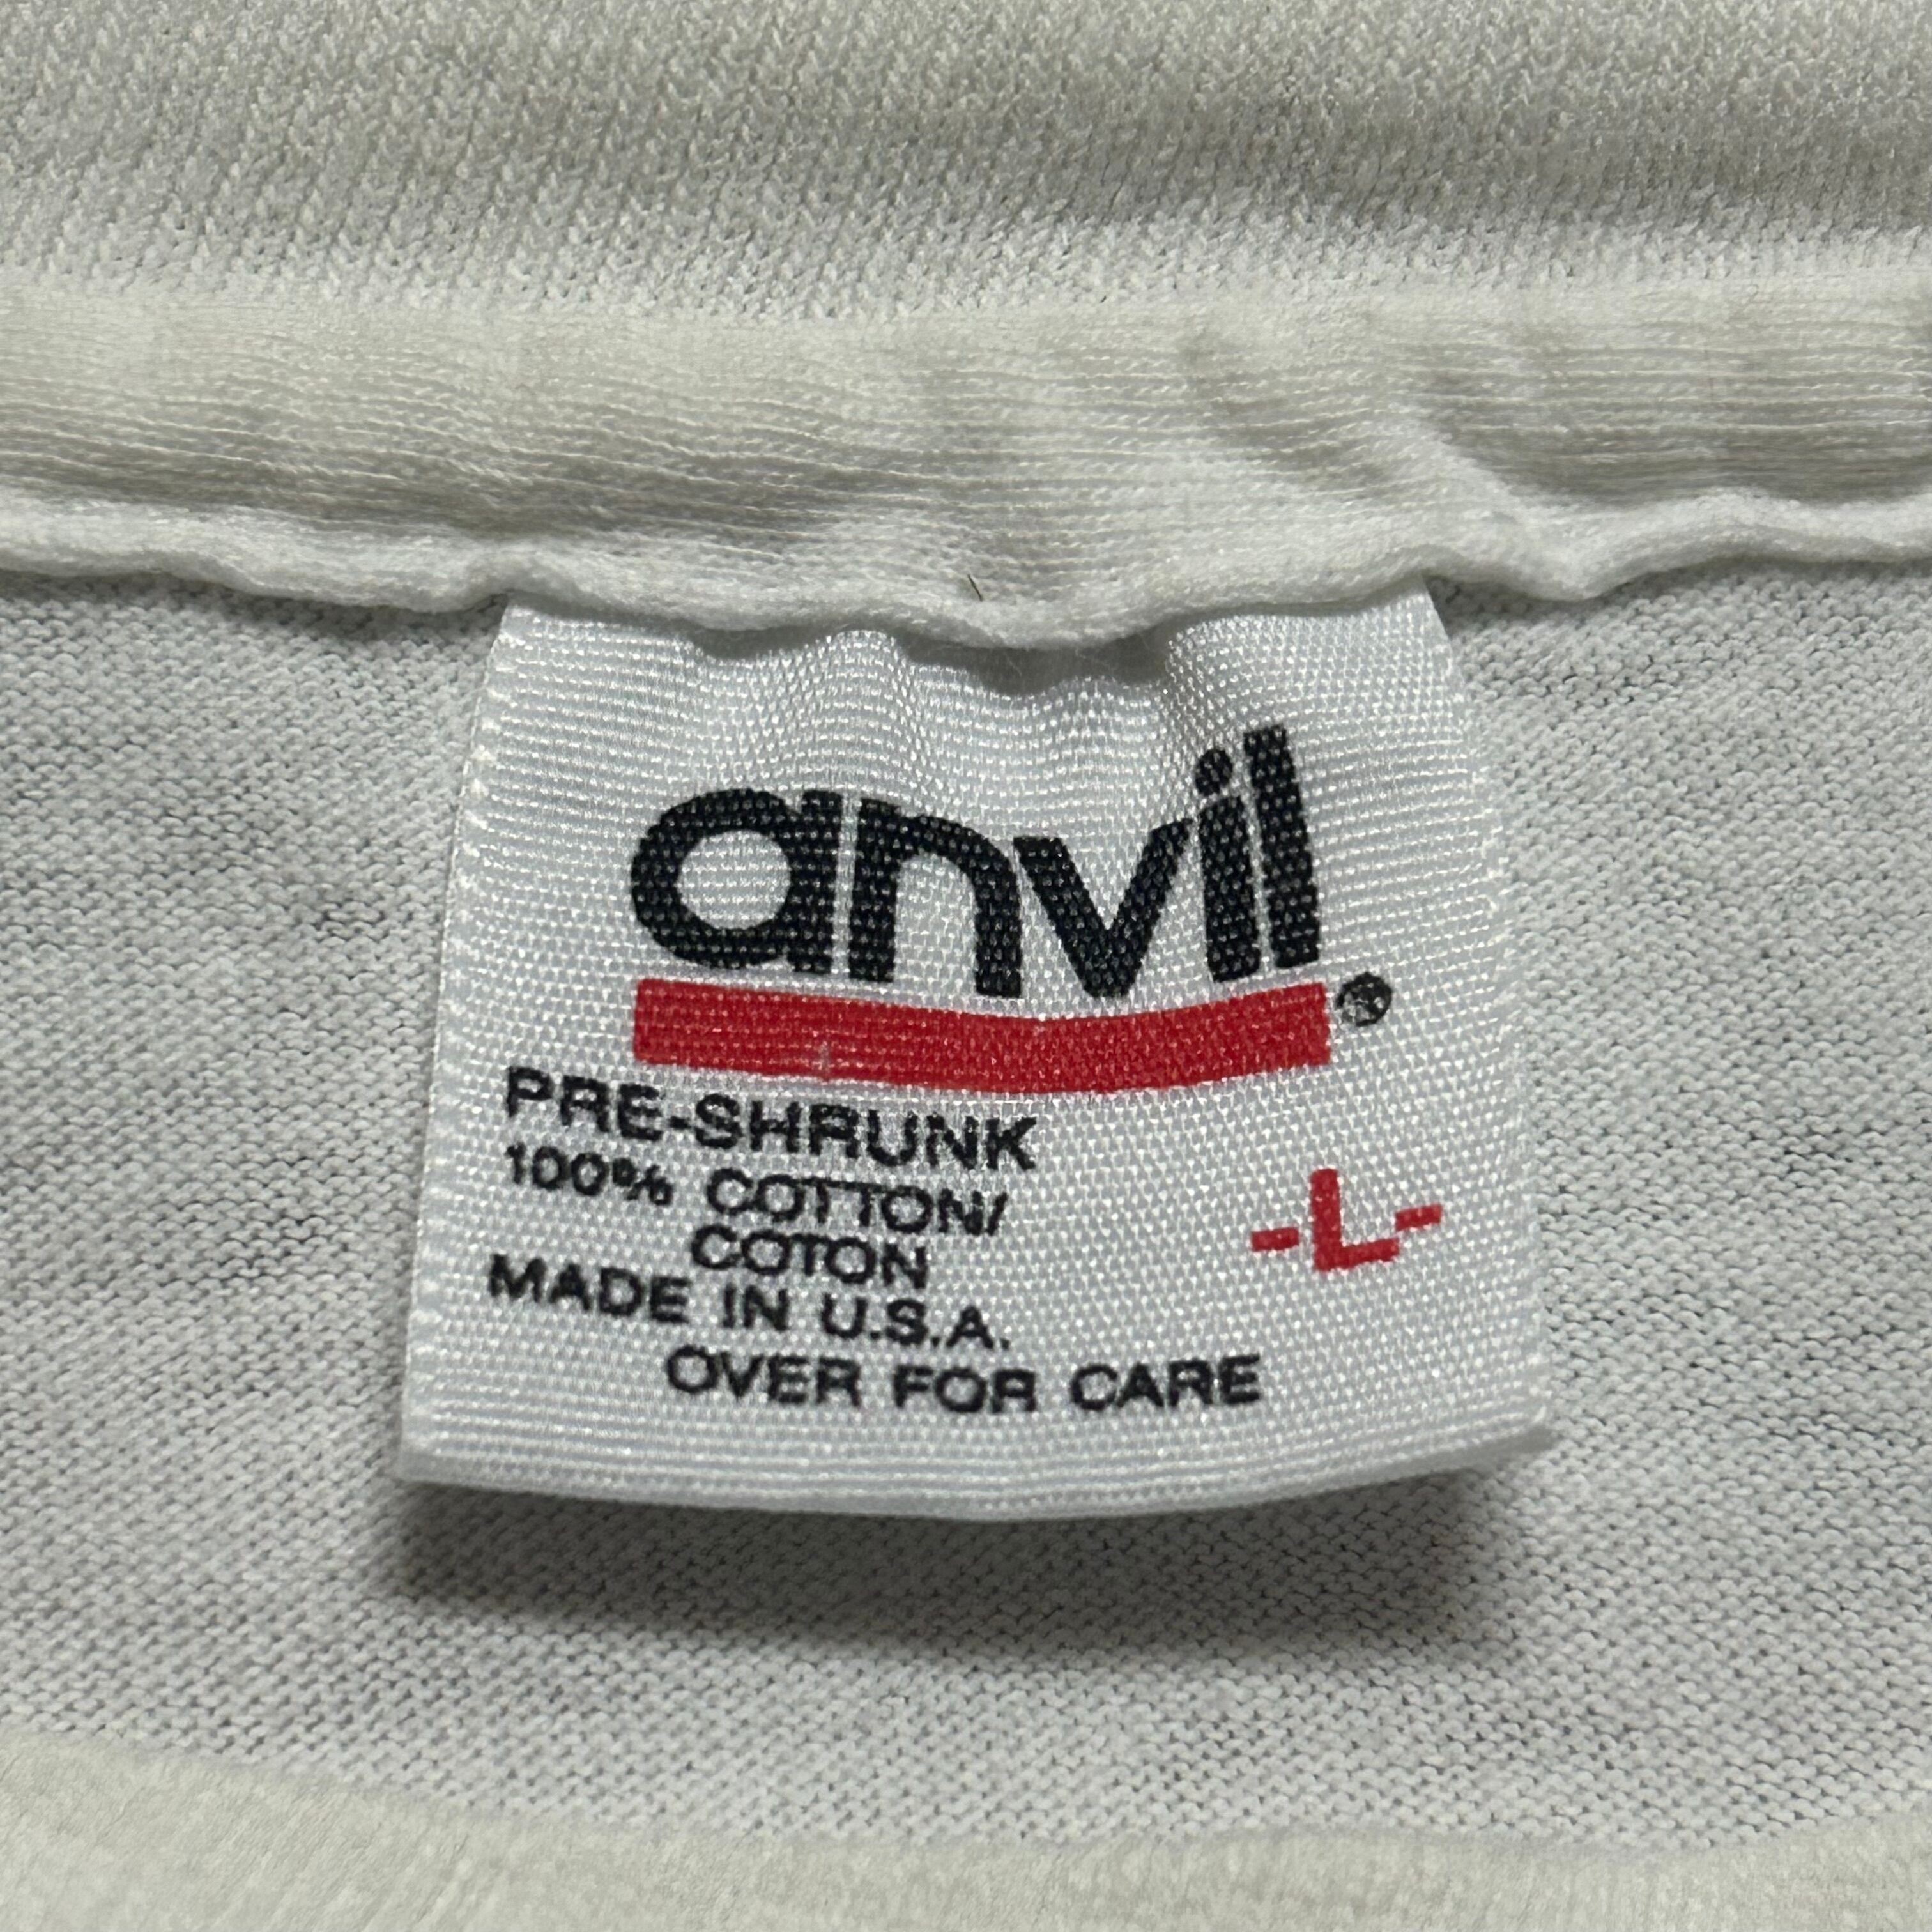 anvil®
PRE-SHRUNK
100% COTTON/
COTON
-L-
MADE IN U.S.A.
OVER FOR CARE